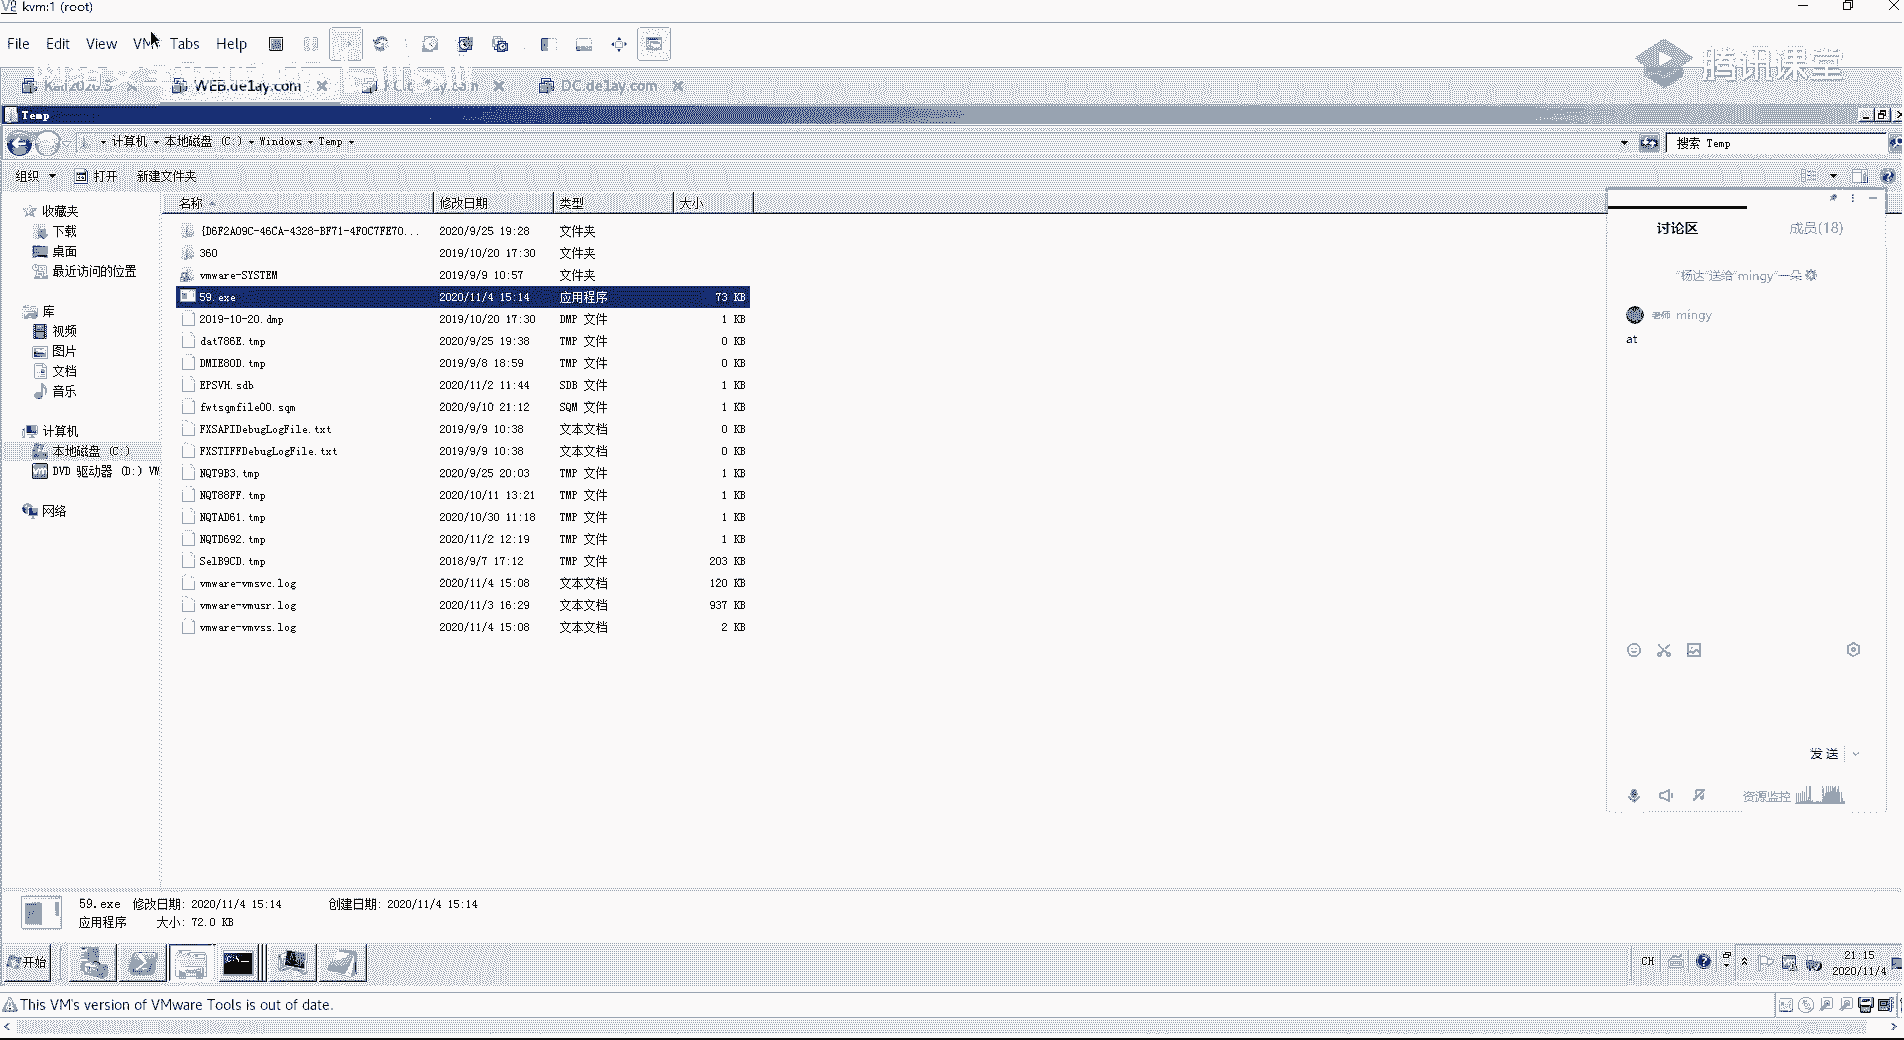 kvm:1 (root)
File Edit View VM Tabs Help
腾讯课堂
WEB.de1ay.com
DC.de1ay.com
Temp
计算机 本地磁盘 (C:) Windows Temp
搜索 Temp
组织 打开 新建文件夹
名称 修改日期 类型 大小
收藏夹
下载
桌面
最近访问的位置
库
视频
图片
文档
音乐
计算机
本地磁盘 (C:)
DVD 驱动器 (D:) VM
网络
{D6F2A09C-46CA-4328-BF71-4F0C7FE70... 2020/9/25 19:28 文件夹
360 2019/10/20 17:30 文件夹
vmware-SYSTEM 2019/9/9 10:57 文件夹
59.exe 2020/11/4 15:14 应用程序 73 KB
2019-10-20.dmp 2019/10/20 17:30 DMP 文件 1 KB
dat786E.tmp 2020/9/25 19:38 TMP 文件 0 KB
DMIE80D.tmp 2019/9/8 18:59 TMP 文件 0 KB
EPSVH.sdb 2020/11/2 11:44 SDB 文件 1 KB
fwtsqmfile00.sqm 2020/9/10 21:12 SQM 文件 1 KB
FXSAPIDebugLogFile.txt 2019/9/9 10:38 文本文档 0 KB
FXSTIFFDebugLogFile.txt 2019/9/9 10:38 文本文档 0 KB
NQT9B3.tmp 2020/9/25 20:03 TMP 文件 1 KB
NQT88FF.tmp 2020/10/11 13:21 TMP 文件 1 KB
NQTAD61.tmp 2020/10/30 11:18 TMP 文件 1 KB
NQTD692.tmp 2020/11/2 12:19 TMP 文件 1 KB
SelB9CD.tmp 2018/9/7 17:12 TMP 文件 203 KB
vmware-vmsvc.log 2020/11/4 15:08 文本文档 120 KB
vmware-vmusr.log 2020/11/3 16:29 文本文档 937 KB
vmware-vmvss.log 2020/11/4 15:08 文本文档 2 KB
讨论区 成员(18)
"杨达"送给"mingy"一朵
老师 mingy
at
发送
资源监控
59.exe 修改日期: 2020/11/4 15:14 创建日期: 2020/11/4 15:14
应用程序 大小: 72.0 KB
开始
CH
21:15
2020/11/4
This VM's version of VMware Tools is out of date.